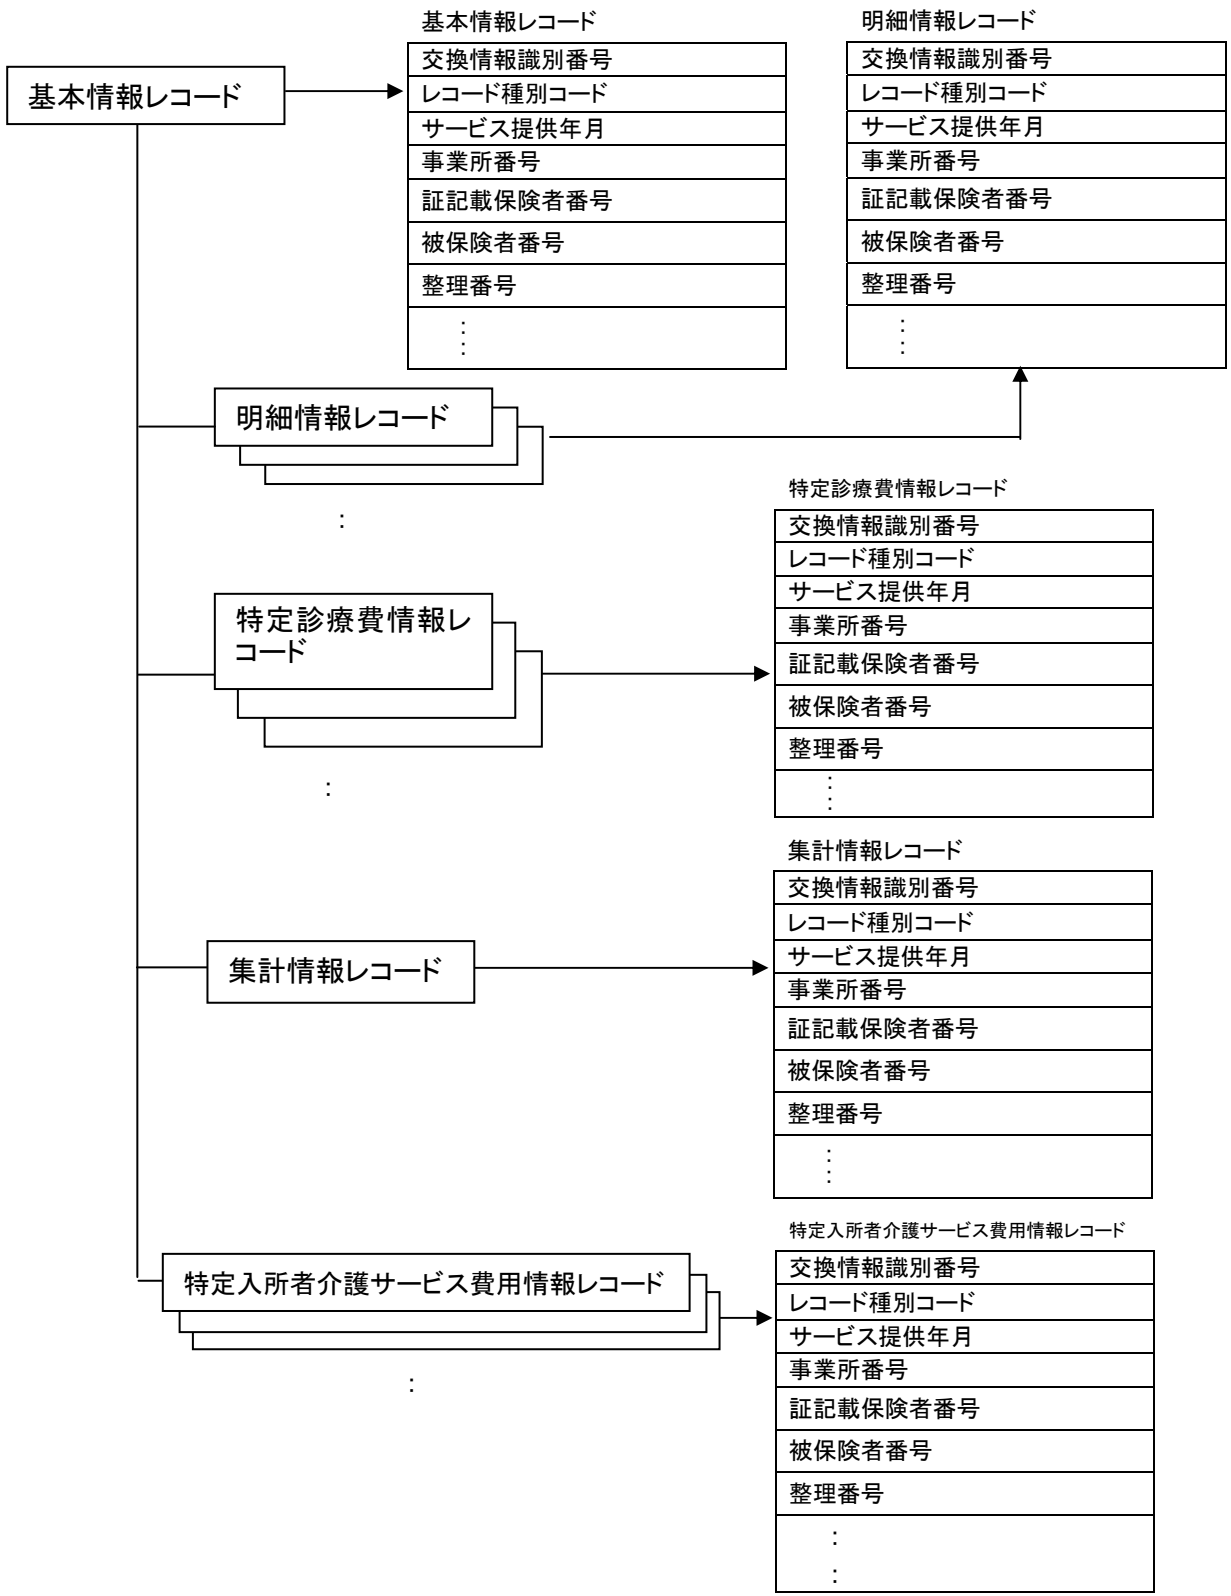 基本情報レコード
基本情報レコード
交換情報識別番号
レコード種別コード
サービス提供年月
事業所番号
証記載保険者番号
被保険者番号
整理番号
:
:
明細情報レコード
交換情報識別番号
レコード種別コード
サービス提供年月
事業所番号
証記載保険者番号
被保険者番号
整理番号
:
:
明細情報レコード
:
特定診療費情報レ
コード
:
特定診療費情報レコード
交換情報識別番号
レコード種別コード
サービス提供年月
事業所番号
証記載保険者番号
被保険者番号
整理番号
:
:
集計情報レコード
集計情報レコード
交換情報識別番号
レコード種別コード
サービス提供年月
事業所番号
証記載保険者番号
被保険者番号
整理番号
:
:
特定入所者介護サービス費用情報レコード
:
特定入所者介護サービス費用情報レコード
交換情報識別番号
レコード種別コード
サービス提供年月
事業所番号
証記載保険者番号
被保険者番号
整理番号
:
: